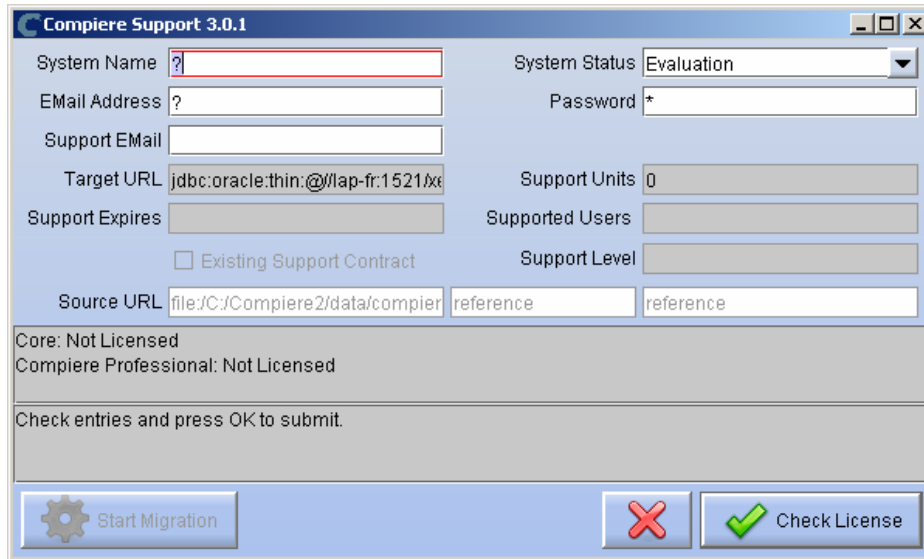 Compiere Support 3.0.1
System Name ? System Status Evaluation
EMail Address ? Password *
Support EMail
Target URL jdbc:oracle:thin:@//lap-fr:1521/xe Support Units 0
Support Expires Supported Users
Existing Support Contract Support Level
Source URL file:/C:/Compiere2/data/compier reference reference
Core: Not Licensed
Compiere Professional: Not Licensed
Check entries and press OK to submit.
Start Migration Check License